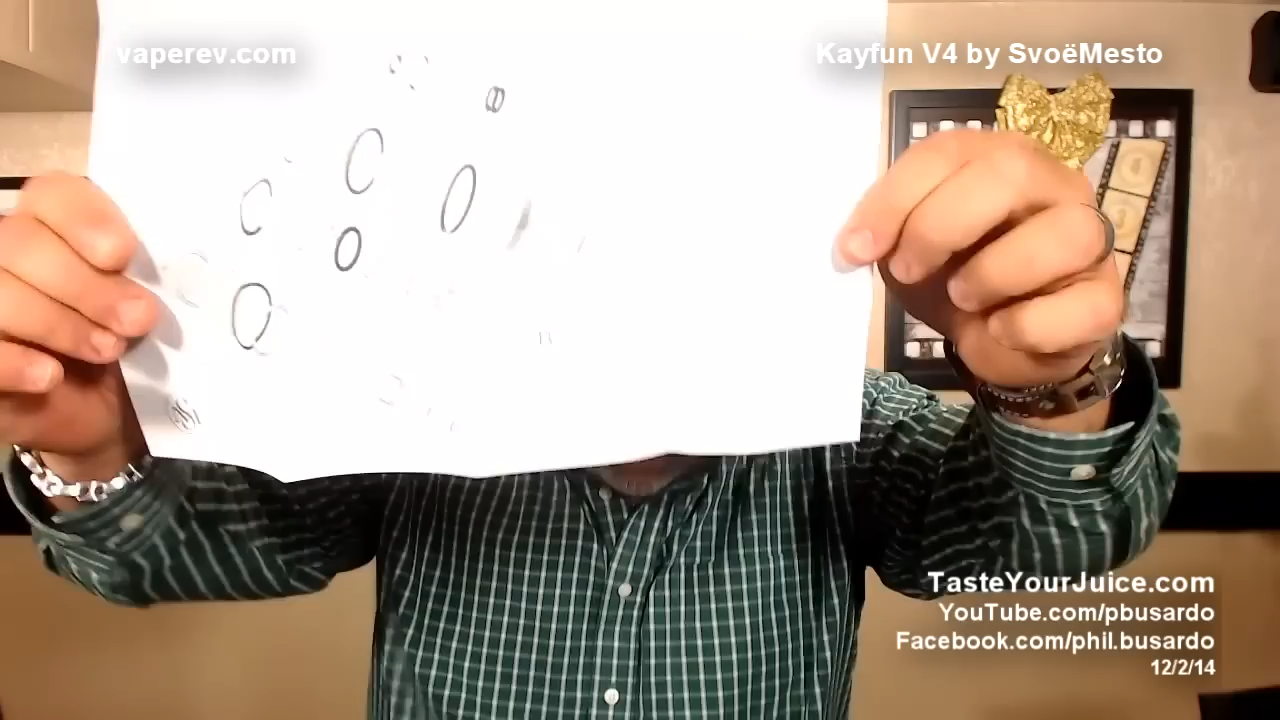 vaperev.com
Kayfun V4 by SvoëMesto
TasteYourJuice.com
YouTube.com/pbusardo
Facebook.com/phil.busardo
12/2/14